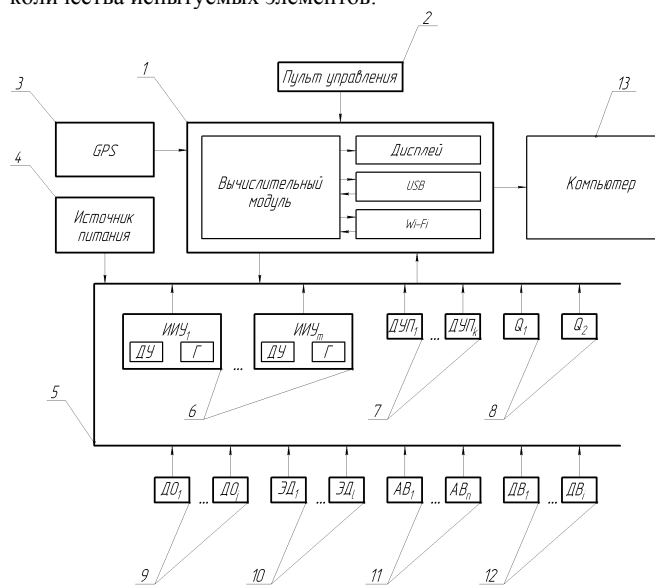 количества испытуемых элементов.
2
1
Пульт управления
3
13
GPS
Дисплей
4
Вычислительный
модуль
USB
Компьютер
Источник
питания
Wi-Fi
ИИУ₁
ИИУₘ
ДУП₁ ... ДУПₖ
Q₁
Q₂
ДУ
Г
...
ДУ
Г
5
6
7
8
ДО₁ ... ДОⱼ
ЭД₁ ... ЭДₗ
АВ₁ ... АВₙ
ДВ₁ ... ДВᵢ
9
10
11
12